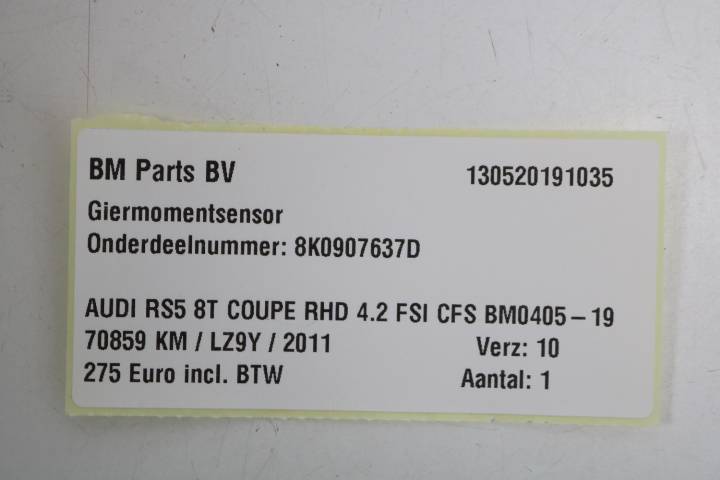 BM Parts BV 130520191035
Giermomentsensor
Onderdeelnummer: 8K0907637D
AUDI RS5 8T COUPE RHD 4.2 FSI CFS BM0405-19
70859 KM / LZ9Y / 2011 Verz: 10
275 Euro incl. BTW Aantal: 1